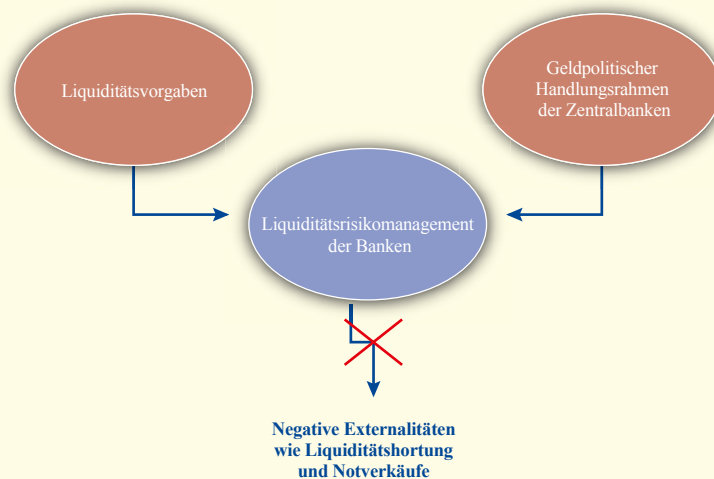 Liquiditätsvorgaben
Geldpolitischer
Handlungsrahmen
der Zentralbanken
Liquiditätsrisikomanagement
der Banken
Negative Externalitäten
wie Liquiditätshortung
und Notverkäufe